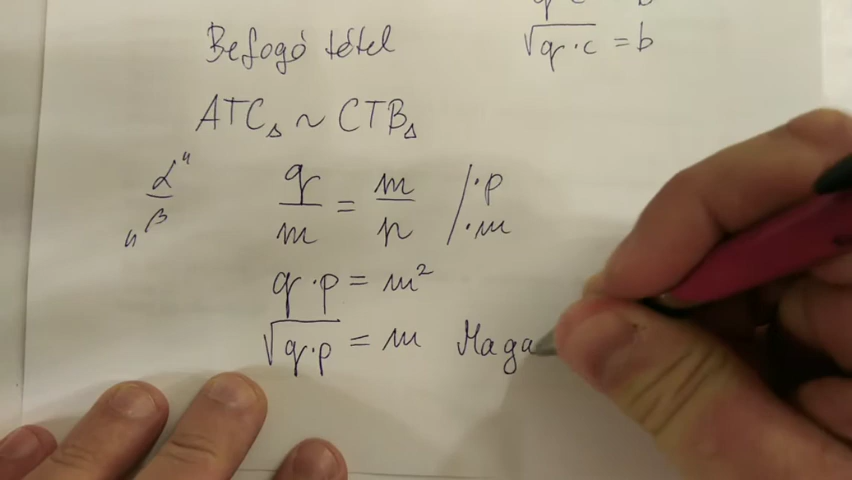 √q·c = b
Befogó tétel
ATC△ ~ CTB△
"α/β"
q/m = m/p /·p /·m
q·p = m²
√q·p = m Maga